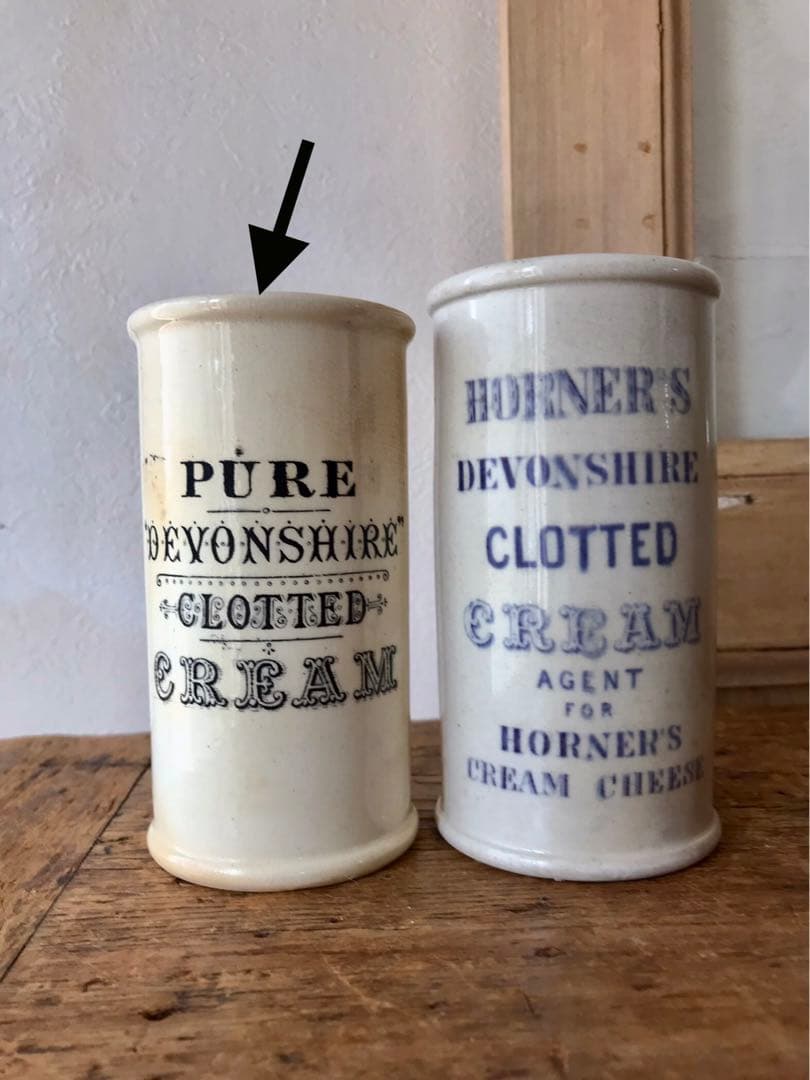 PURE
"DEVONSHIRE"
CLOTTED
CREAM
HORNER'S
DEVONSHIRE
CLOTTED
CREAM
AGENT
FOR
HORNER'S
CREAM CHEESE